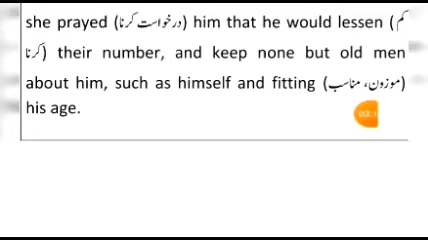 she prayed (درخواست کرنا) him that he would lessen (کم
کرنا) their number, and keep none but old men
about him, such as himself and fitting (موزون، مناسب)
his age.